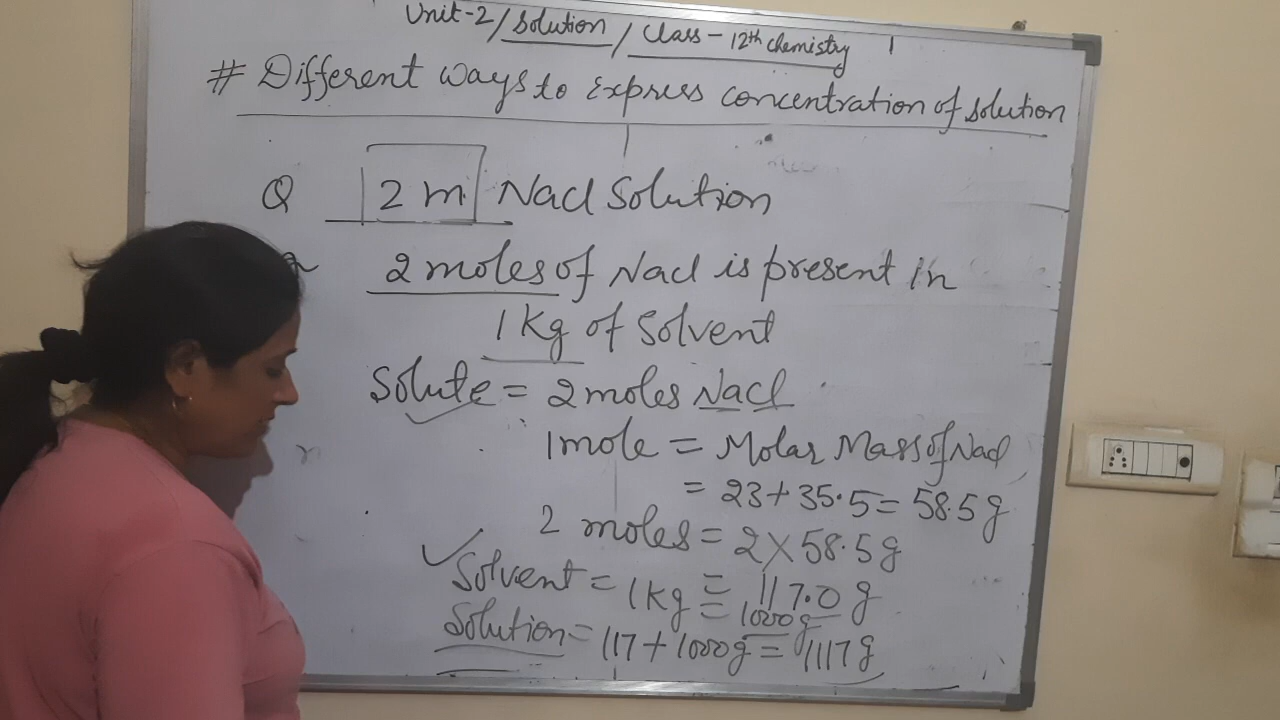 Unit-2/Solution/Class-12th chemistry
# Different ways to Express concentration of solution
Q 2 m NaCl Solution
2 moles of NaCl is present in
1 Kg of Solvent
Solute = 2 moles NaCl
1 mole = Molar Mass of NaCl
= 23+35.5 = 58.5 g
2 moles = 2 X 58.5 g
= 117.0 g
Solvent = 1 Kg = 1000 g
Solution = 117 + 1000 g = 1117 g